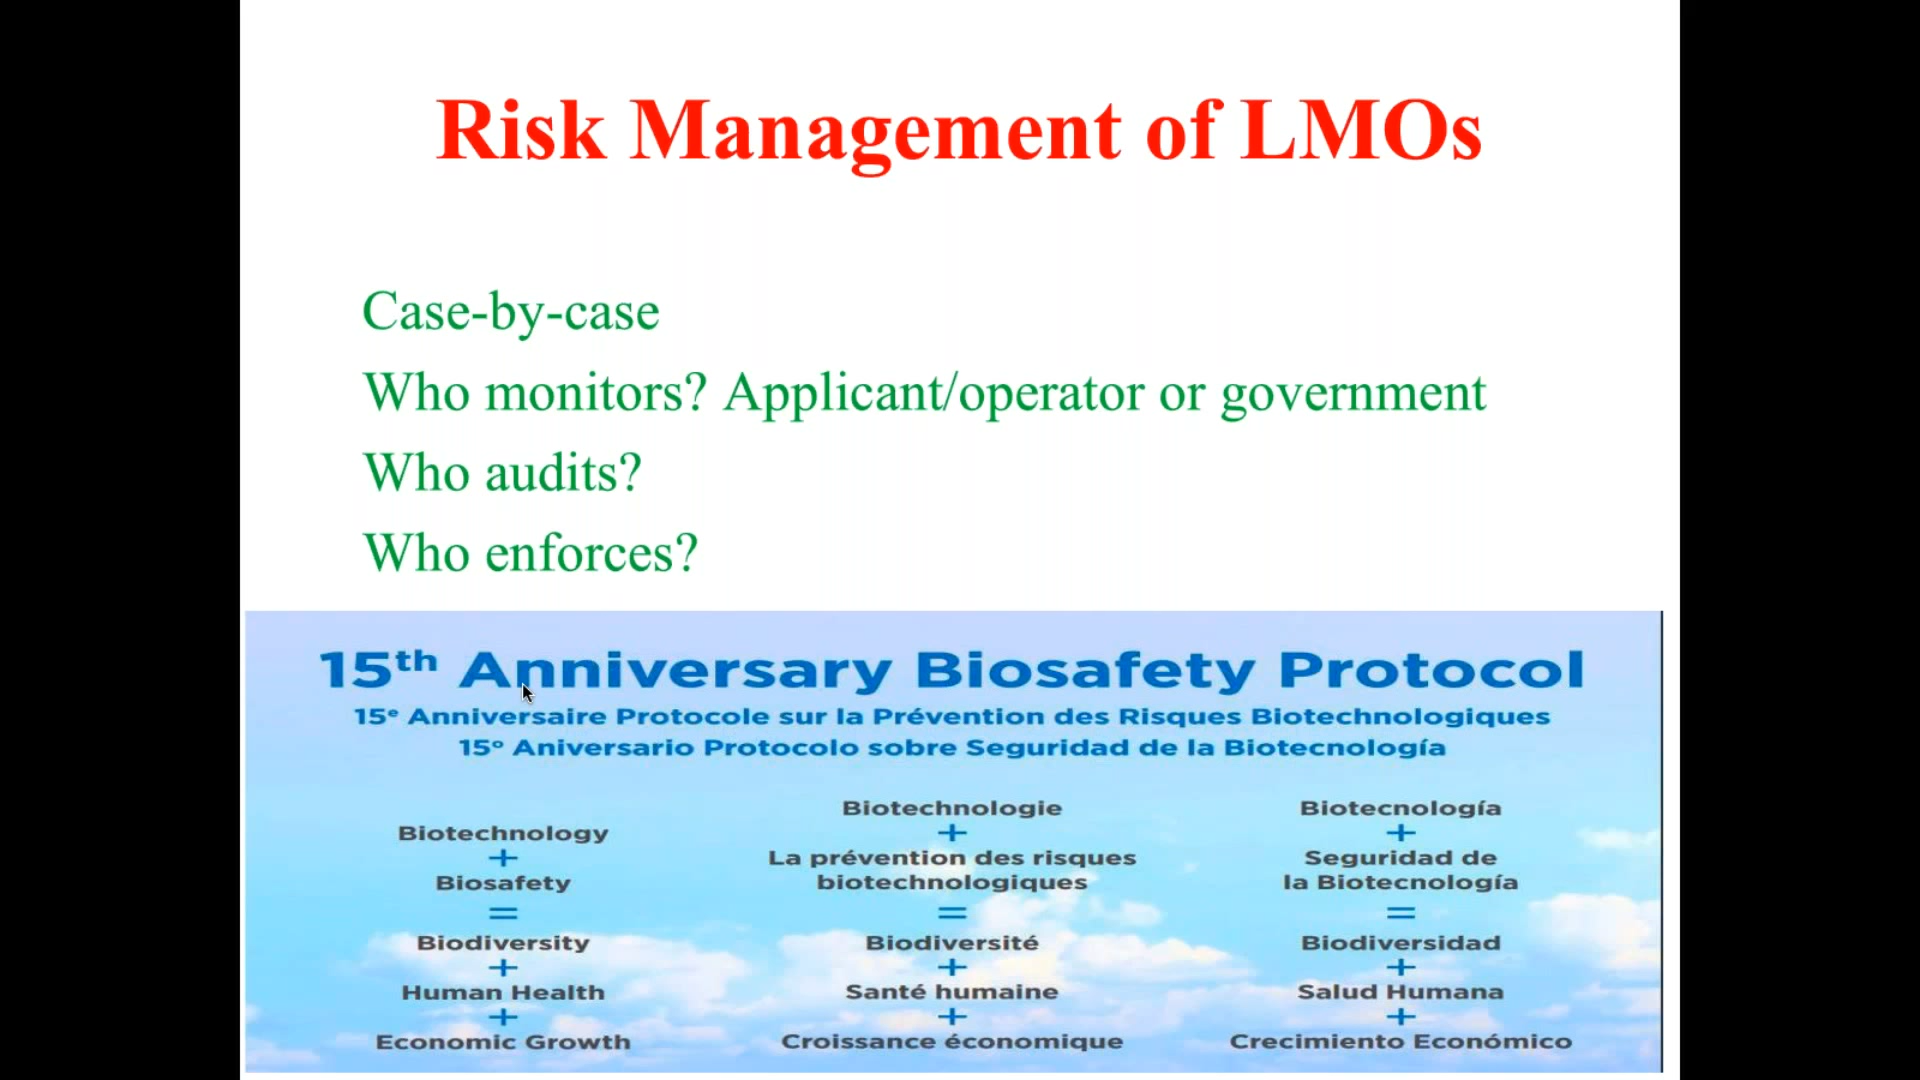 Risk Management of LMOs
Case-by-case
Who monitors? Applicant/operator or government
Who audits?
Who enforces?
15th Anniversary Biosafety Protocol
15e Anniversaire Protocole sur la Prévention des Risques Biotechnologiques
15º Aniversario Protocolo sobre Seguridad de la Biotecnología
Biotechnology
+
Biosafety
=
Biodiversity
+
Human Health
+
Economic Growth
Biotechnologie
+
La prévention des risques
biotechnologiques
=
Biodiversité
+
Santé humaine
+
Croissance économique
Biotecnología
+
Seguridad de
la Biotecnología
=
Biodiversidad
+
Salud Humana
+
Crecimiento Económico